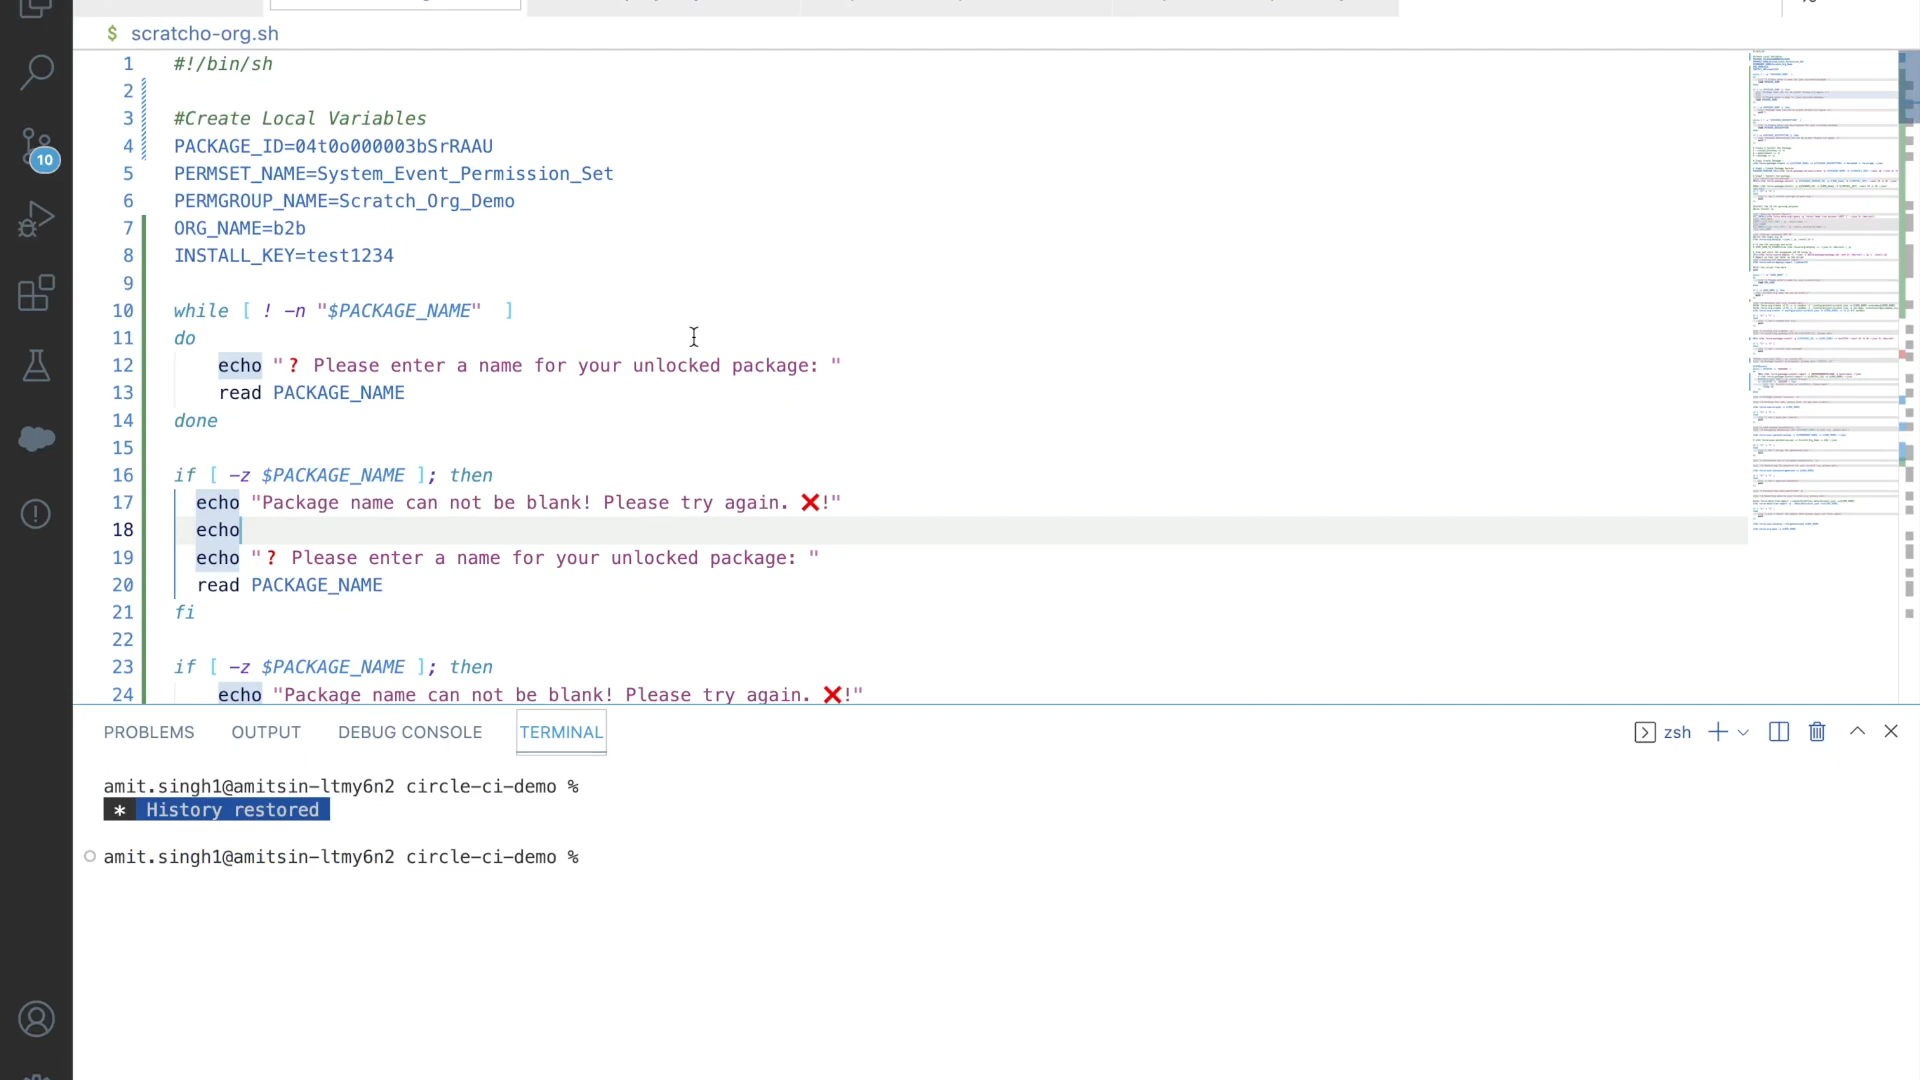 $ scratcho-org.sh
1 #!/bin/sh
2
3 #Create Local Variables
4 PACKAGE_ID=04t0o000003bSrRAAU
5 PERMSET_NAME=System_Event_Permission_Set
6 PERMGROUP_NAME=Scratch_Org_Demo
7 ORG_NAME=b2b
8 INSTALL_KEY=test1234
9
10 while [ ! -n "$PACKAGE_NAME"  ]
11 do
12 echo "❓ Please enter a name for your unlocked package: "
13 read PACKAGE_NAME
14 done
15
16 if [ -z $PACKAGE_NAME ]; then
17 echo "Package name can not be blank! Please try again. ❌!"
18 echo
19 echo "❓ Please enter a name for your unlocked package: "
20 read PACKAGE_NAME
21 fi
22
23 if [ -z $PACKAGE_NAME ]; then
24 echo "Package name can not be blank! Please try again. ❌!"
10
PROBLEMS OUTPUT DEBUG CONSOLE TERMINAL zsh
amit.singh1@amitsin-ltmy6n2 circle-ci-demo %
* History restored
amit.singh1@amitsin-ltmy6n2 circle-ci-demo %